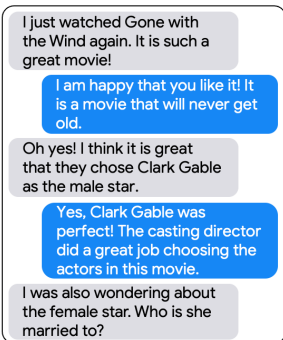 I just watched Gone with
the Wind again. It is such a
great movie!
I am happy that you like it! It
is a movie that will never get
old.
Oh yes! I think it is great
that they chose Clark Gable
as the male star.
Yes, Clark Gable was
perfect! The casting director
did a great job choosing the
actors in this movie.
I was also wondering about
the female star. Who is she
married to?